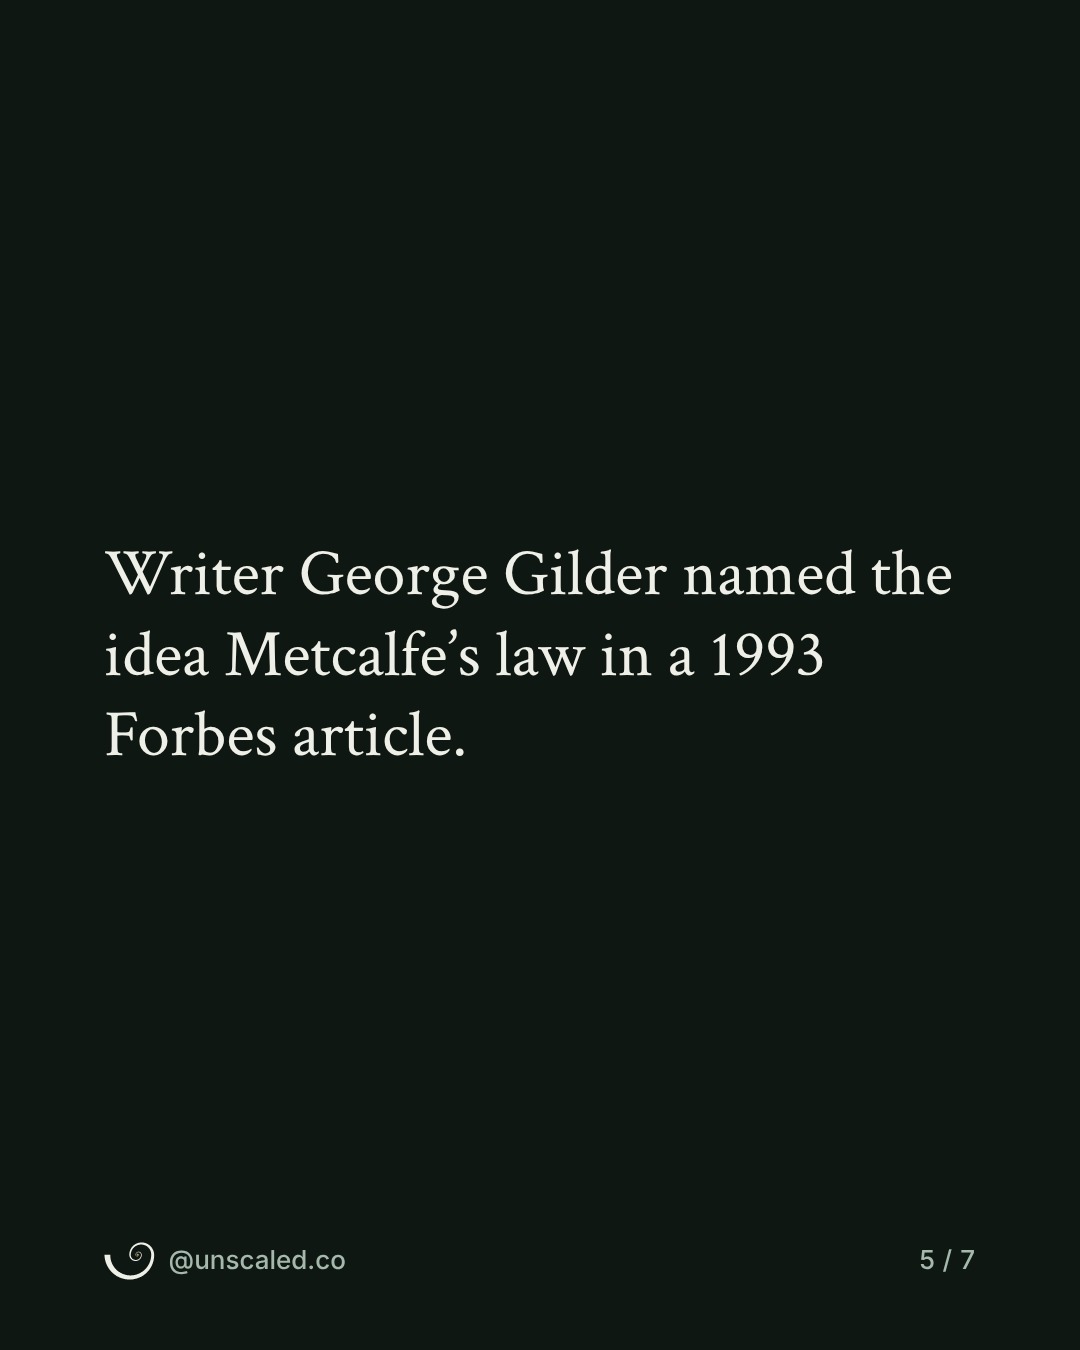 Writer George Gilder named the
idea Metcalfe’s law in a 1993
Forbes article.
@unscaled.co
5 / 7